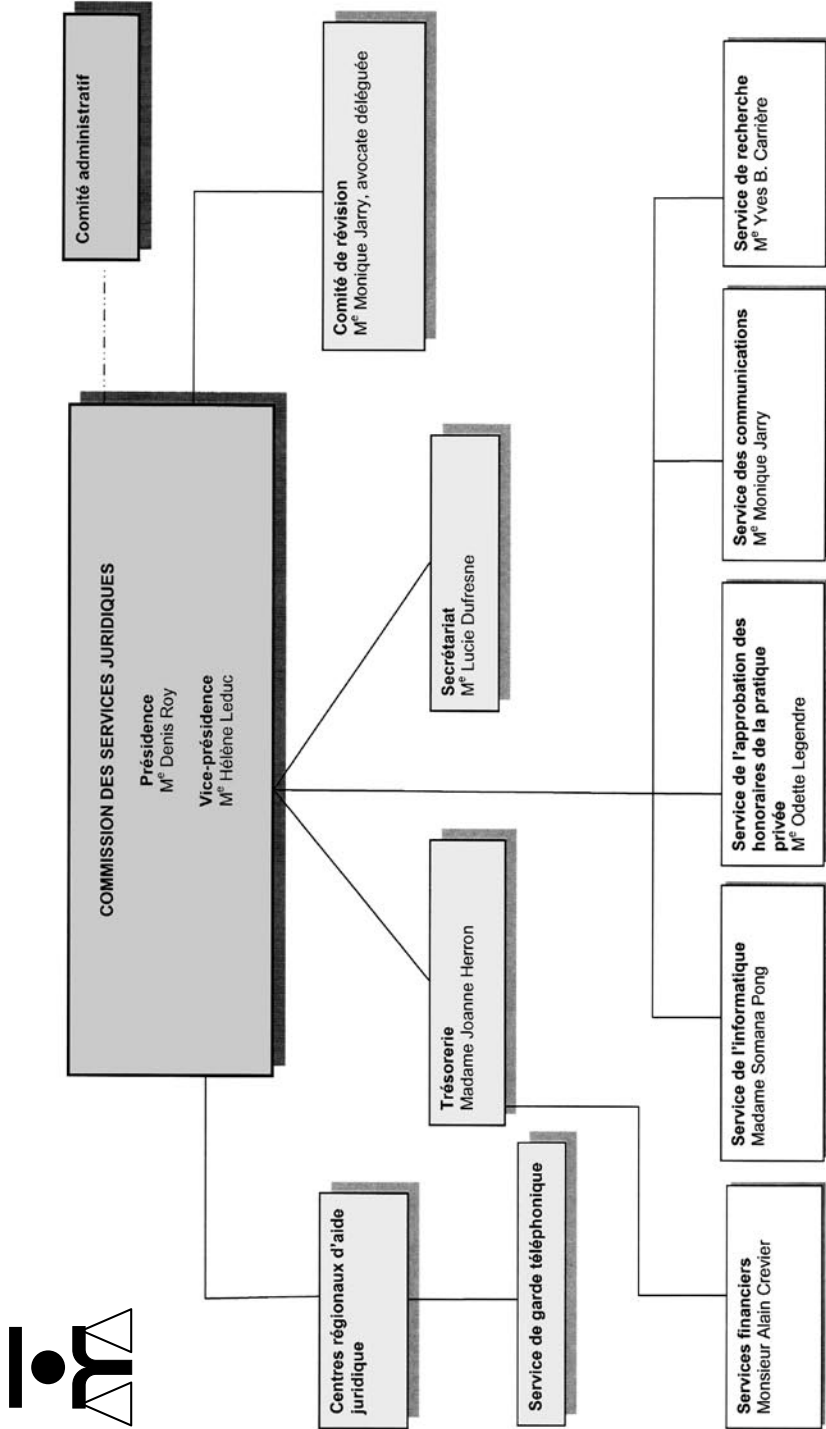 COMMISSION DES SERVICES JURIDIQUES
Présidence
Me Denis Roy
Vice-présidence
Me Hélène Leduc
Comité administratif
Centres régionaux d'aide
juridique
Comité de révision
Me Monique Jarry, avocate déléguée
Trésorerie
Madame Joanne Herron
Secrétariat
Me Lucie Dufresne
Service de garde téléphonique
Services financiers
Monsieur Alain Crevier
Service de l'informatique
Madame Somana Pong
Service de l'approbation des
honoraires de la pratique
privée
Me Odette Legendre
Service des communications
Me Monique Jarry
Service de recherche
Me Yves B. Carrière